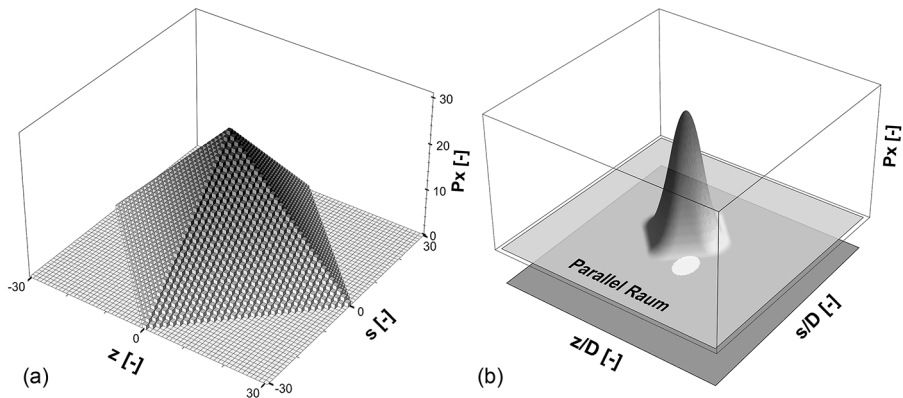 30
20
10
0
Px [-]
30
0
-30
s [-]
-30
0
30
z [-]
(a)
Px [-]
Parallel Raum
s/D [-]
z/D [-]
(b)